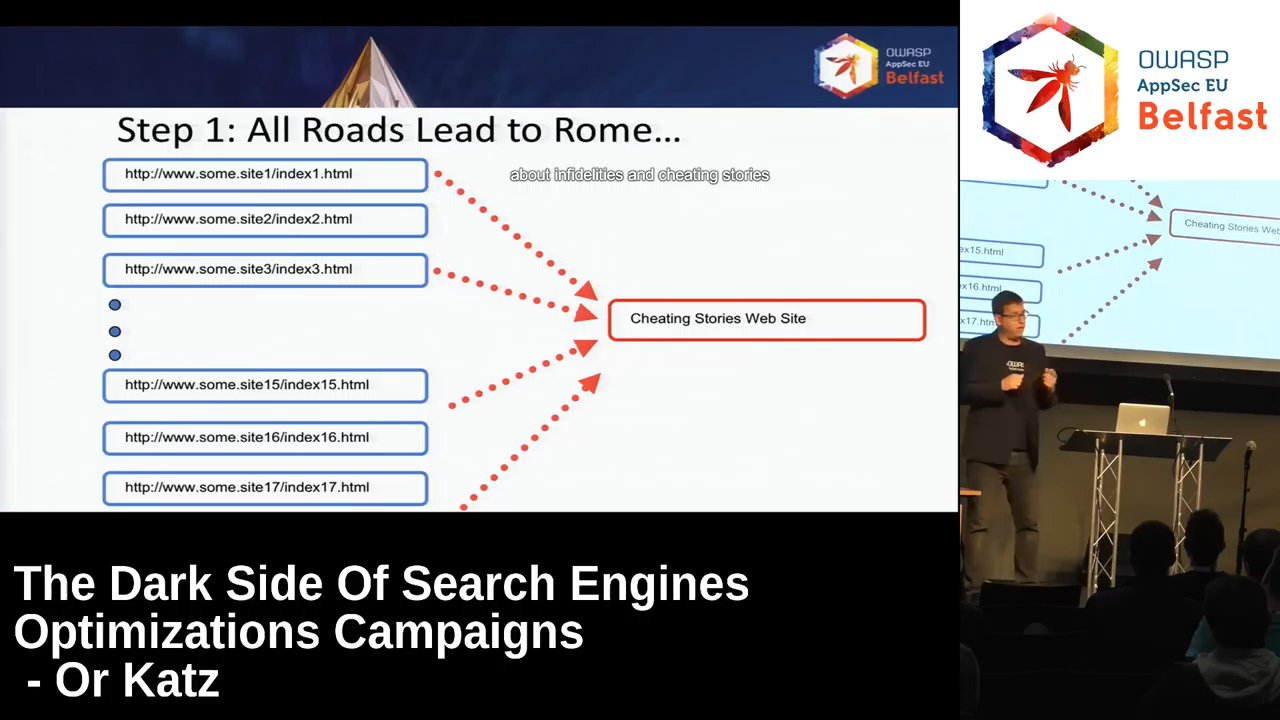 OWASP
AppSec EU
Belfast
Step 1: All Roads Lead to Rome...
http://www.some.site1/index1.html
about infidelities and cheating stories
http://www.some.site2/index2.html
http://www.some.site3/index3.html
Cheating Stories Web Site
http://www.some.site15/index15.html
http://www.some.site16/index16.html
http://www.some.site17/index17.html
OWASP
AppSec EU
Belfast
Cheating Stories Web
ex15.html
ex16.html
The Dark Side Of Search Engines
Optimizations Campaigns
- Or Katz